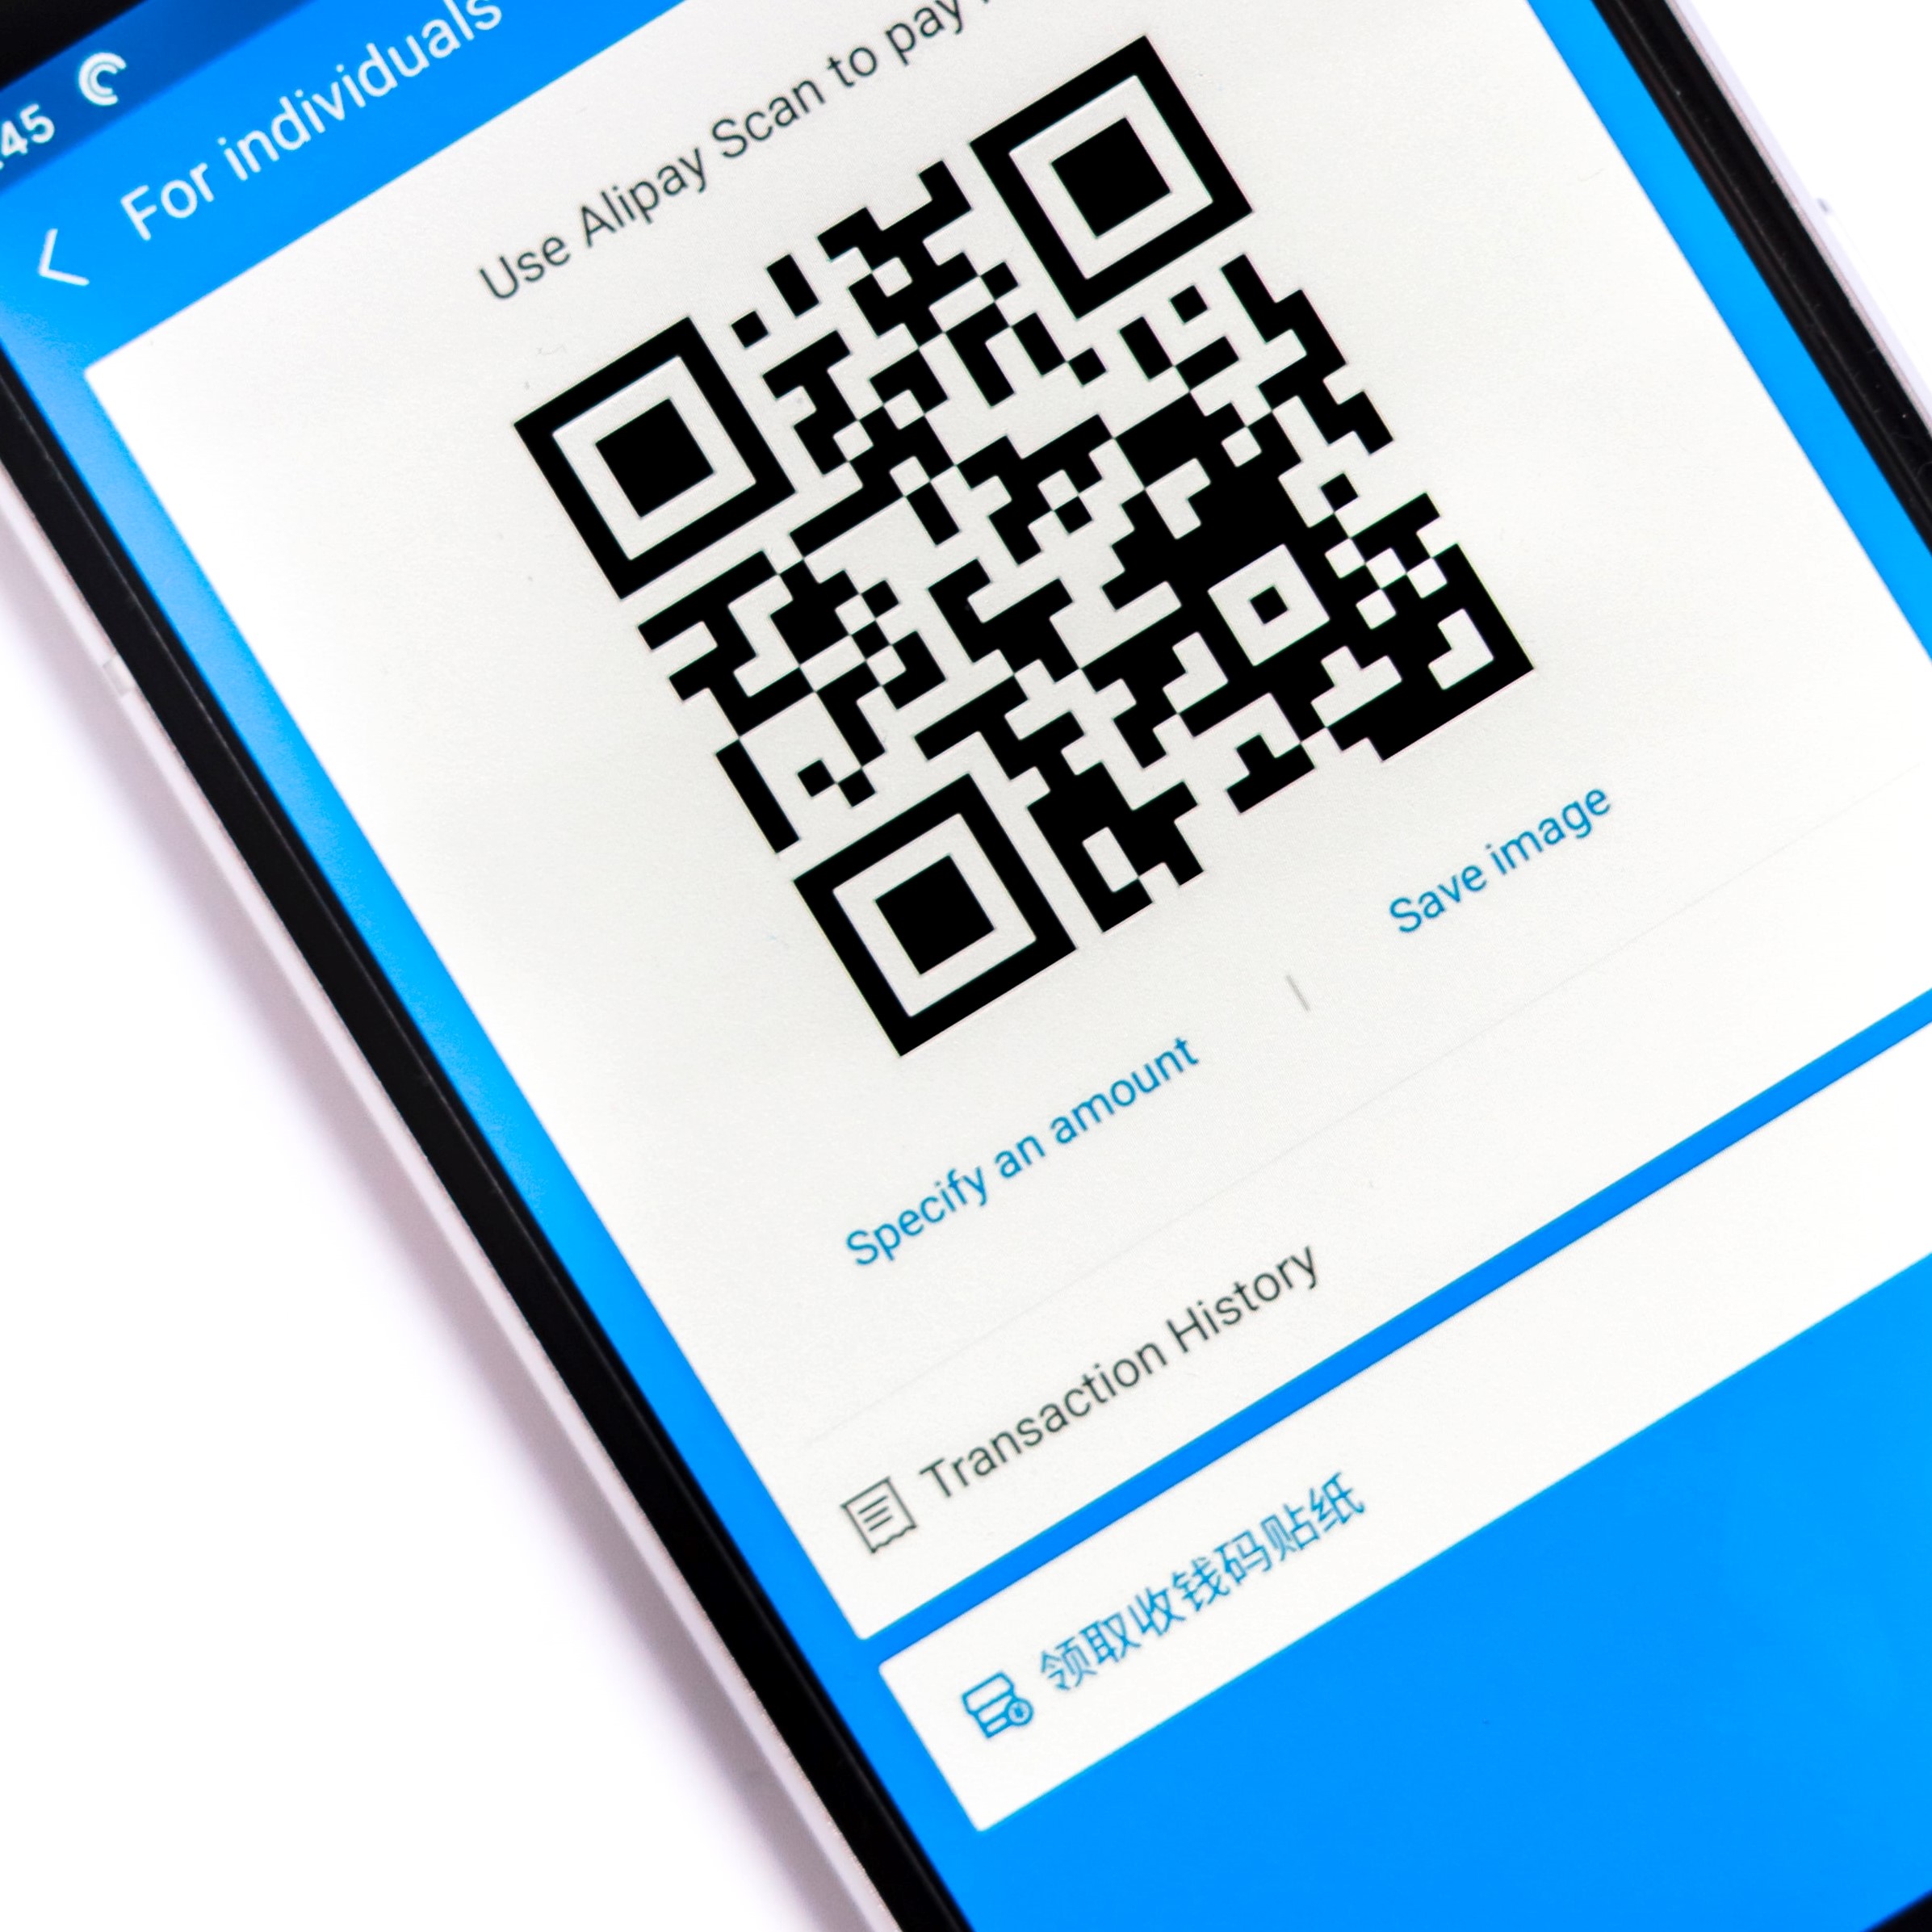 :45
For individuals
Use Alipay Scan to pay
Specify an amount
Save image
Transaction History
领取收钱码贴纸